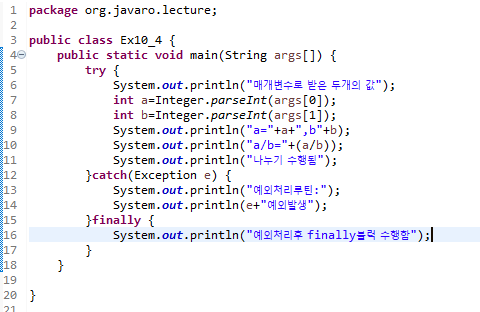 1 package org.javaro.lecture;
2
3 public class Ex10_4 {
4 public static void main(String args[]) {
5 try {
6 System.out.println("매개변수로 받은 두개의 값");
7 int a=Integer.parseInt(args[0]);
8 int b=Integer.parseInt(args[1]);
9 System.out.println("a="+a+",b"+b);
10 System.out.println("a/b="+(a/b));
11 System.out.println("나누기 수행됨");
12 }catch(Exception e) {
13 System.out.println("예외처리루틴:");
14 System.out.println(e+"예외발생");
15 }finally {
16 System.out.println("예외처리후 finally블럭 수행함");
17 }
18 }
19
20 }
21